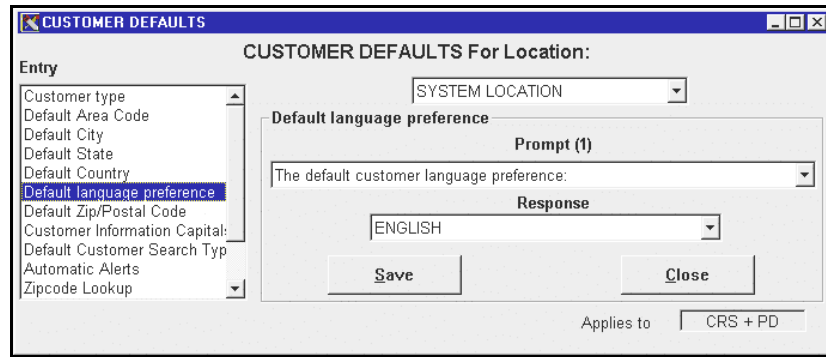 CUSTOMER DEFAULTS
CUSTOMER DEFAULTS For Location:
SYSTEM LOCATION
Entry
Customer type
Default Area Code
Default City
Default State
Default Country
Default language preference
Default Zip/Postal Code
Customer Information Capitals
Default Customer Search Typ
Automatic Alerts
Zipcode Lookup
Default language preference
Prompt (1)
The default customer language preference:
Response
ENGLISH
Save
Close
Applies to
CRS + PD